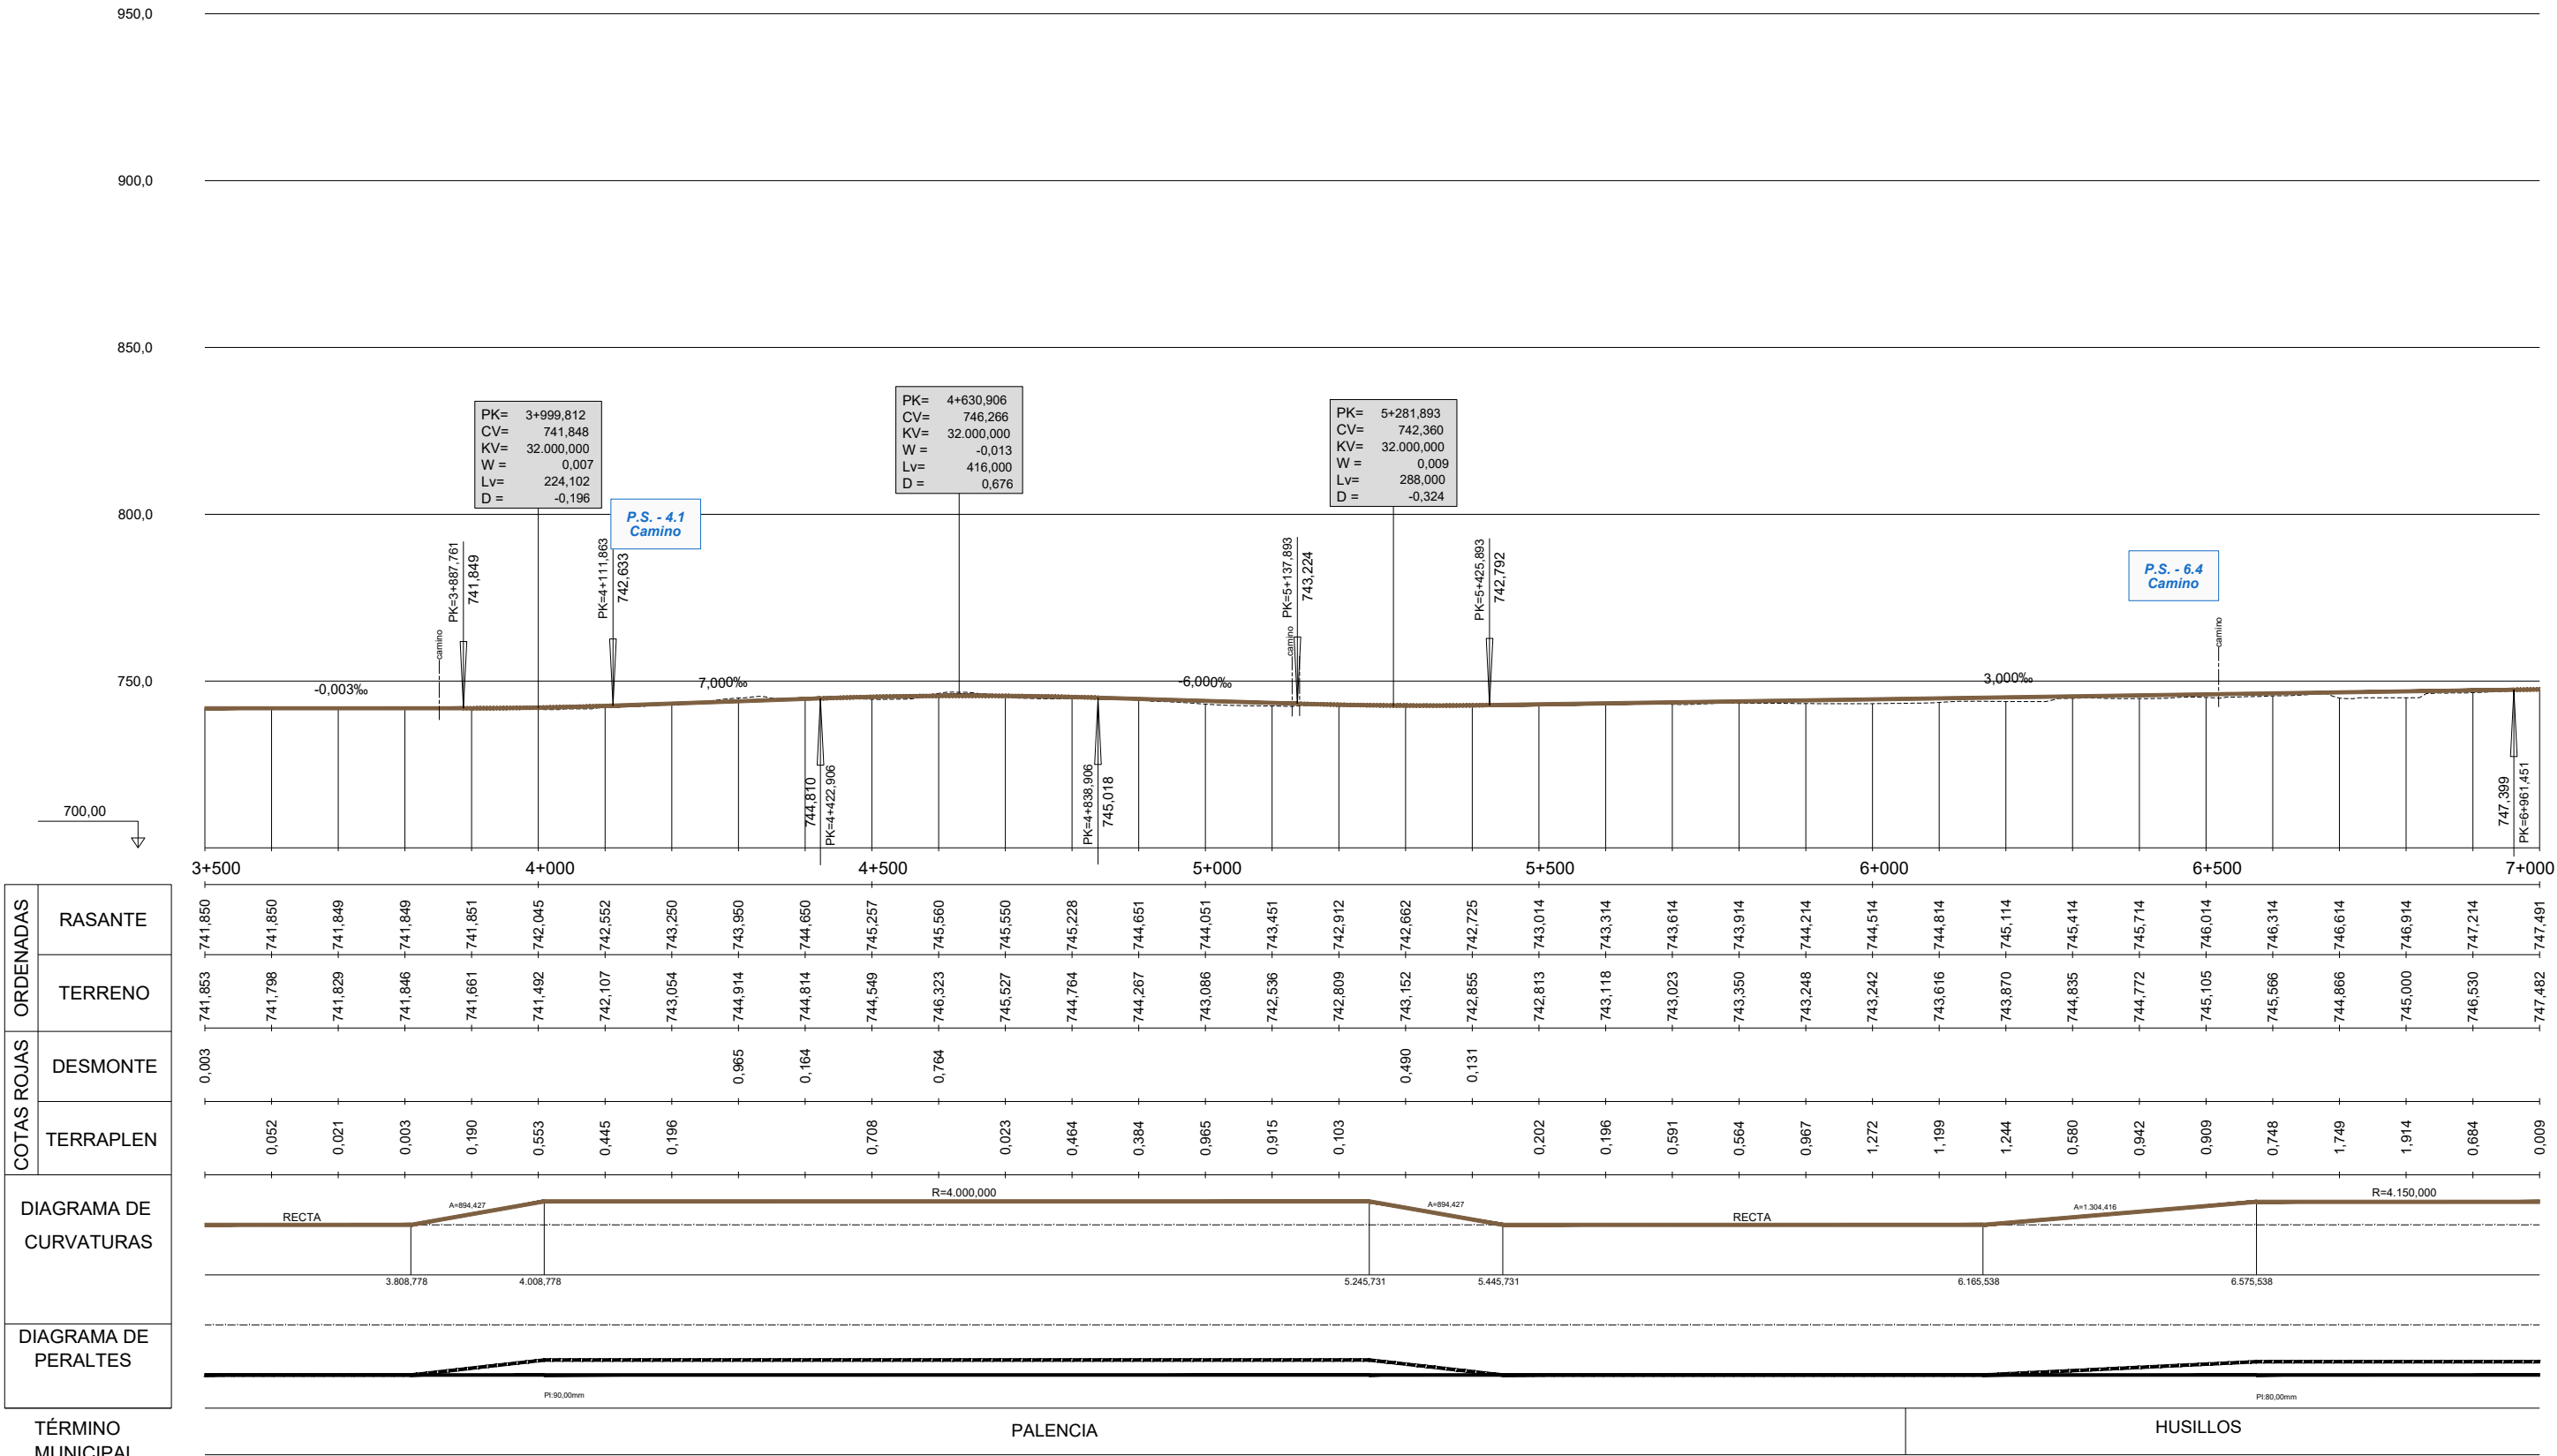 950,0
900,0
850,0
800,0
750,0
700,00
PK= 3+999,812
CV= 741,848
KV= 32.000,000
W = 0,007
Lv= 224,102
D = -0,196
PK= 4+630,906
CV= 746,266
KV= 32.000,000
W = -0,013
Lv= 416,000
D = 0,676
PK= 5+281,893
CV= 742,360
KV= 32.000,000
W = 0,009
Lv= 288,000
D = -0,324
P.S. - 4.1
Camino
P.S. - 6.4
Camino
camino
PK=3+887,761
741,849
PK=4+111,863
742,633
camino
PK=5+137,893
743,224
PK=5+425,893
742,792
camino
-0,003‰
7,000‰
-6,000‰
3,000‰
744,810
PK=4+422,906
PK=4+838,906
745,018
747,399
PK=6+961,451
3+500 4+000 4+500 5+000 5+500 6+000 6+500 7+000
ORDENADAS
RASANTE
741,850 741,850 741,849 741,849 741,851 742,045 742,552 743,250 743,950 744,650 745,257 745,560 745,550 745,228 744,651 744,051 743,451 742,912 742,662 742,725 743,014 743,314 743,614 743,914 744,214 744,514 744,814 745,114 745,414 745,714 746,014 746,314 746,614 746,914 747,214 747,491
TERRENO
741,853 741,798 741,829 741,846 741,661 741,492 742,107 743,054 744,914 744,814 744,549 746,323 745,527 744,764 744,267 743,086 742,536 742,809 743,152 742,855 742,813 743,118 743,023 743,350 743,248 743,242 743,616 743,870 744,835 744,772 745,105 745,566 744,866 745,000 746,530 747,482
COTAS ROJAS
DESMONTE
0,003 0,965 0,164 0,764 0,490 0,131
TERRAPLEN
0,052 0,021 0,003 0,190 0,553 0,445 0,196 0,708 0,023 0,464 0,384 0,965 0,915 0,103 0,202 0,196 0,591 0,564 0,967 1,272 1,199 1,244 0,580 0,942 0,909 0,748 1,749 1,914 0,684 0,009
DIAGRAMA DE
CURVATURAS
RECTA
A=894,427
R=4.000,000
A=894,427
RECTA
A=1.304,416
R=4.150,000
3.808,778 4.008,778 5.245,731 5.445,731 6.165,538 6.575,538
DIAGRAMA DE
PERALTES
PI:90,00mm
PI:80,00mm
TÉRMINO
MUNICIPAL
PALENCIA
HUSILLOS